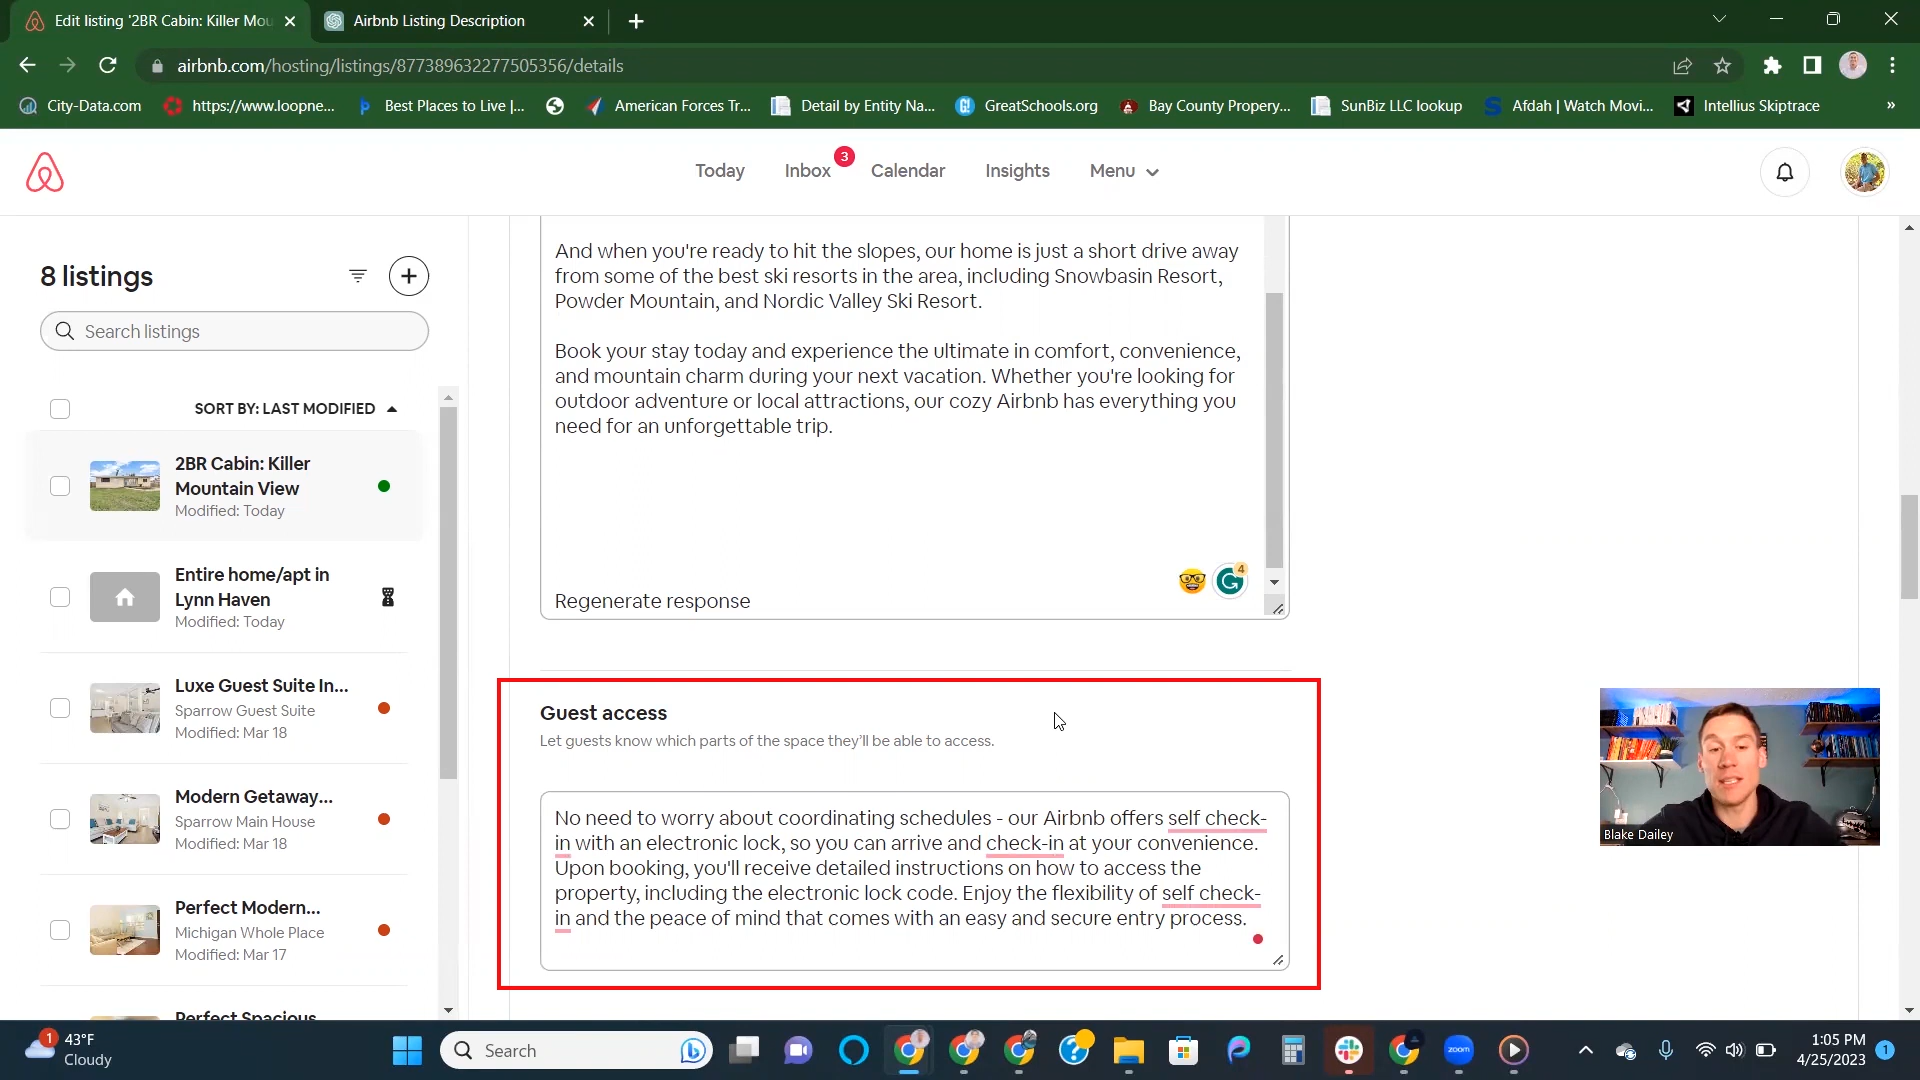 Edit listing '2BR Cabin: Killer Mou
Airbnb Listing Description
airbnb.com/hosting/listings/877389632277505356/details
City-Data.com
https://www.loopne...
Best Places to Live |...
American Forces Tr...
Detail by Entity Na...
GreatSchools.org
Bay County Propery...
SunBiz LLC lookup
Afdah | Watch Movi...
Intellius Skiptrace
»
Today
Inbox
3
Calendar
Insights
Menu
8 listings
Search listings
SORT BY: LAST MODIFIED
2BR Cabin: Killer
Mountain View
Modified: Today
Entire home/apt in
Lynn Haven
Modified: Today
Luxe Guest Suite In...
Sparrow Guest Suite
Modified: Mar 18
Modern Getaway...
Sparrow Main House
Modified: Mar 18
Perfect Modern...
Michigan Whole Place
Modified: Mar 17
Perfect Spacious
And when you're ready to hit the slopes, our home is just a short drive away
from some of the best ski resorts in the area, including Snowbasin Resort,
Powder Mountain, and Nordic Valley Ski Resort.
Book your stay today and experience the ultimate in comfort, convenience,
and mountain charm during your next vacation. Whether you're looking for
outdoor adventure or local attractions, our cozy Airbnb has everything you
need for an unforgettable trip.
4
Regenerate response
Guest access
Let guests know which parts of the space they'll be able to access.
No need to worry about coordinating schedules - our Airbnb offers self check-
in with an electronic lock, so you can arrive and check-in at your convenience.
Upon booking, you'll receive detailed instructions on how to access the
property, including the electronic lock code. Enjoy the flexibility of self check-
in and the peace of mind that comes with an easy and secure entry process.
Blake Dailey
1
43°F
Cloudy
Search
zoom
1:05 PM
4/25/2023
1